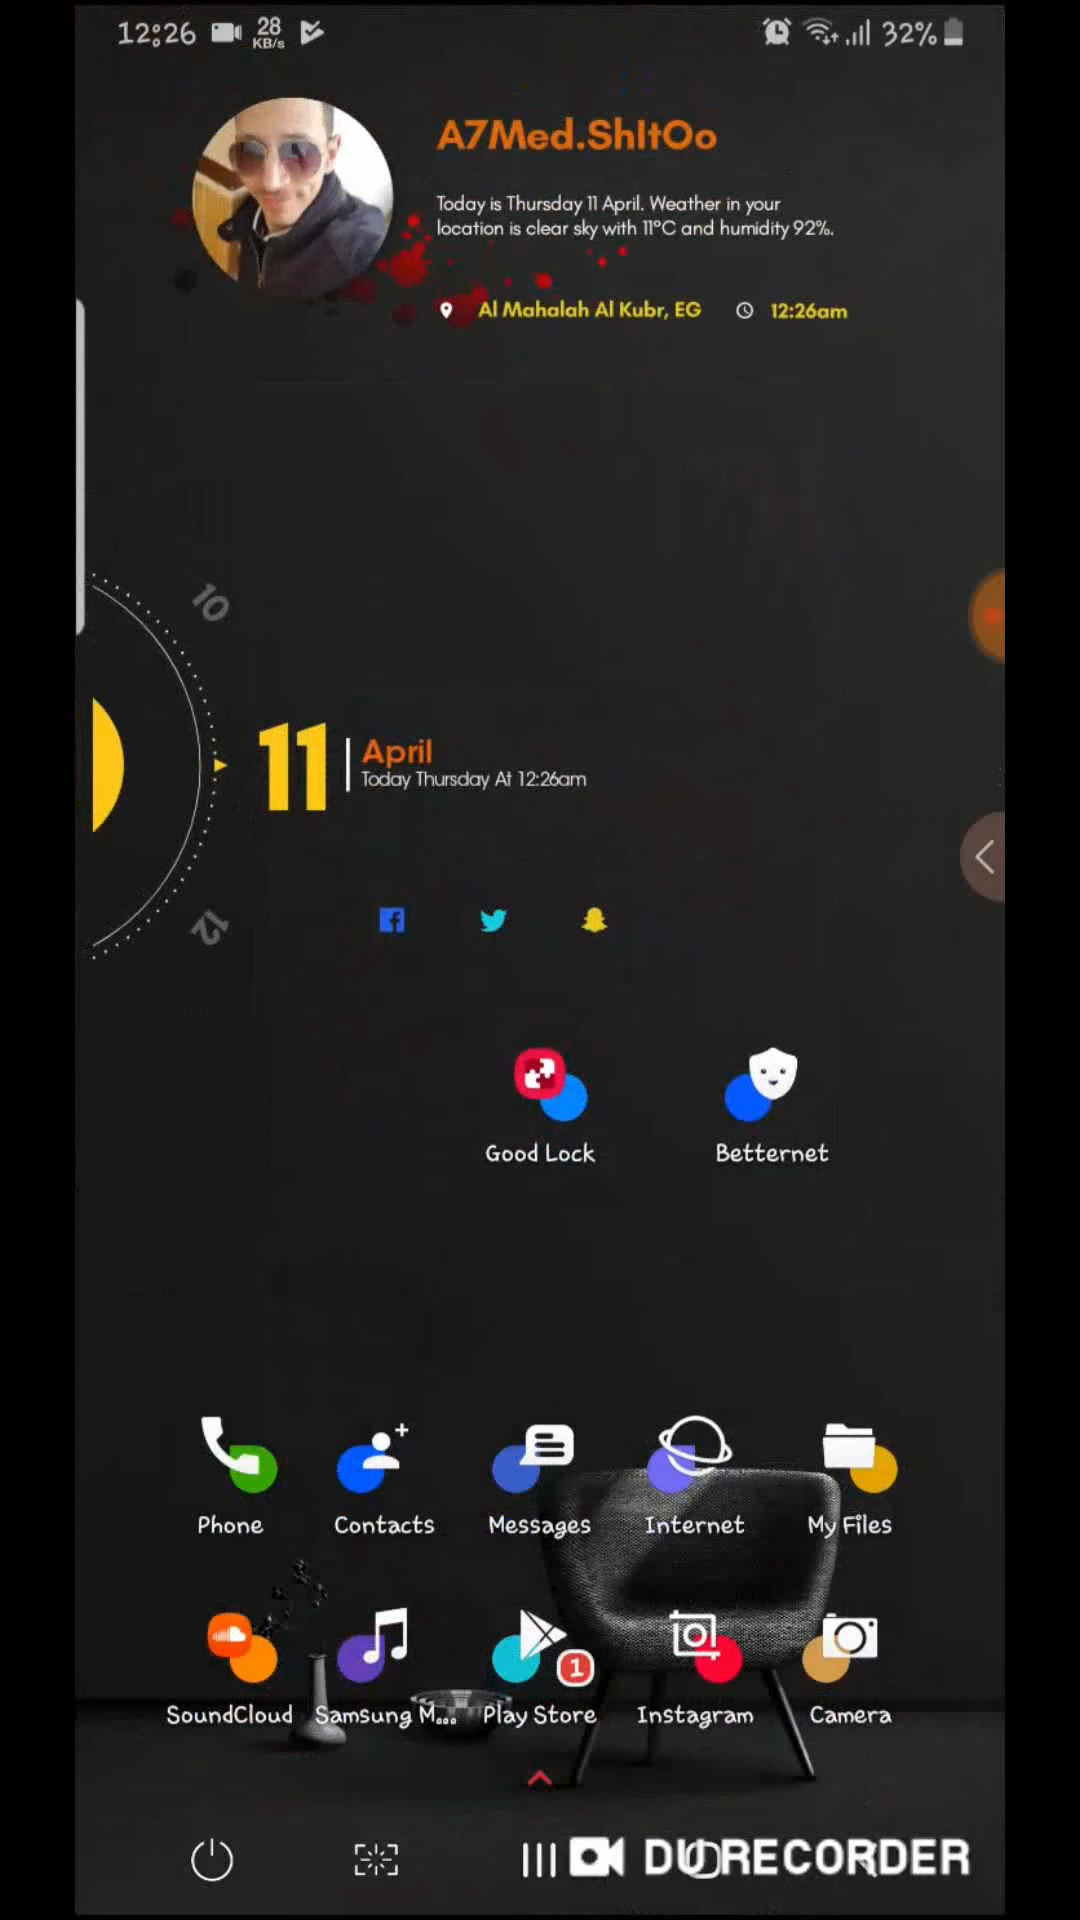 12:26 28 KB/s 32%
A7Med.ShItOo
Today is Thursday 11 April. Weather in your
location is clear sky with 11°C and humidity 92%.
Al Mahalah Al Kubr, EG 12:26am
10
11 April
Today Thursday At 12:26am
12
Good Lock Betternet
Phone Contacts Messages Internet My Files
1
SoundCloud Samsung M... Play Store Instagram Camera
DU RECORDER